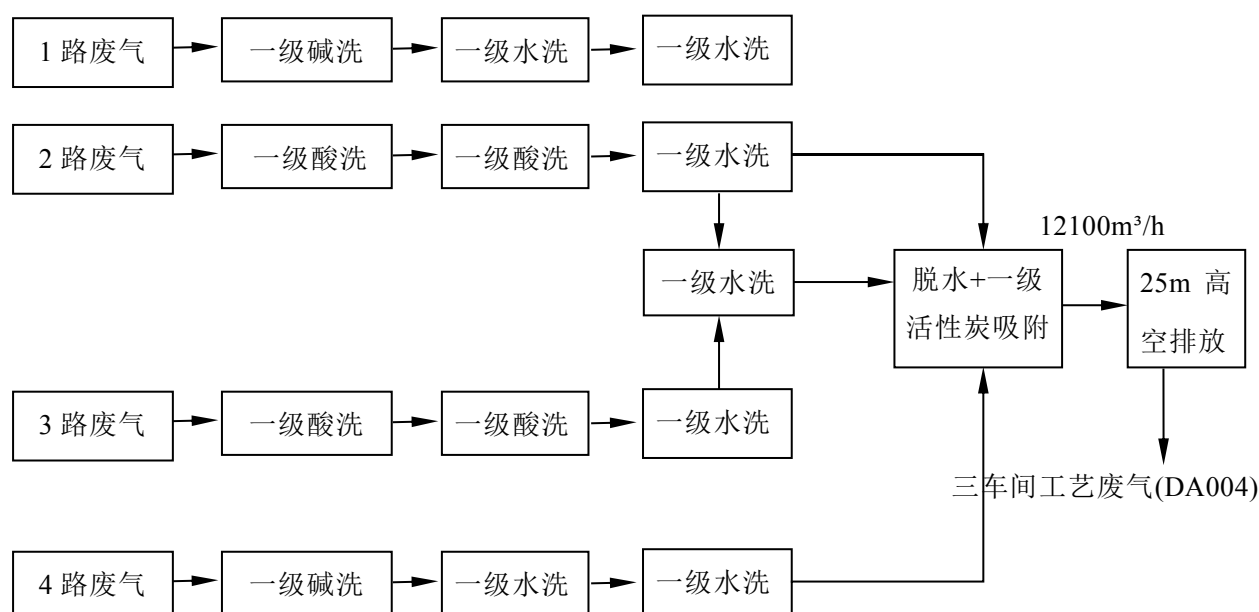 1 路废气
一级碱洗
一级水洗
一级水洗
2 路废气
一级酸洗
一级酸洗
一级水洗
12100m³/h
一级水洗
脱水+一级
活性炭吸附
25m 高
空排放
3 路废气
一级酸洗
一级酸洗
一级水洗
三车间工艺废气(DA004)
4 路废气
一级碱洗
一级水洗
一级水洗